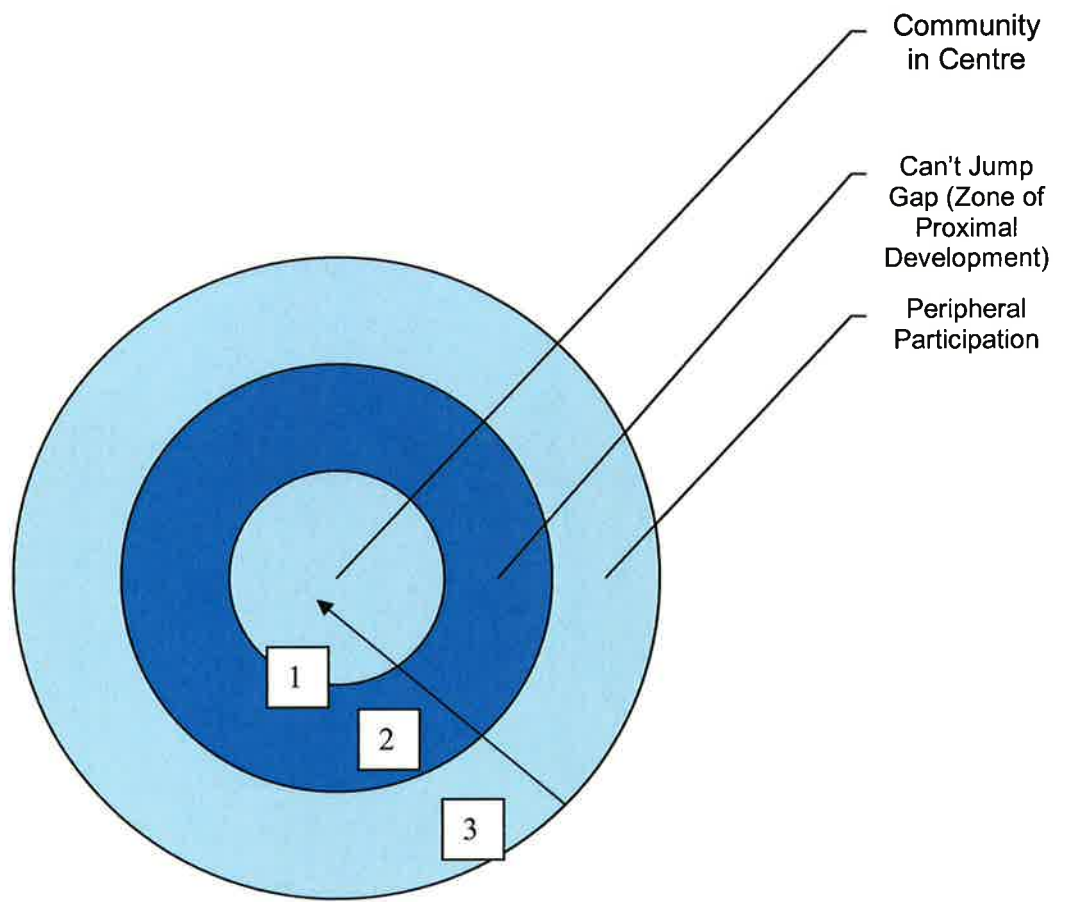 Community
in Centre
Can't Jump
Gap (Zone of
Proximal
Development)
Peripheral
Participation
1
2
3